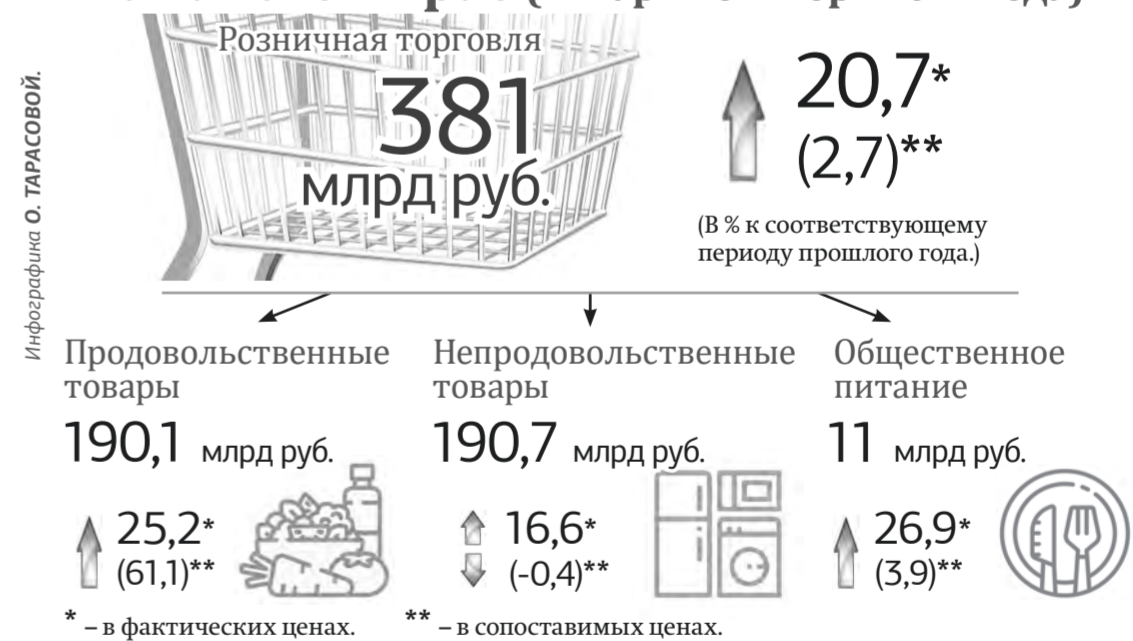 Розничная торговля
381
млрд руб.
20,7*
(2,7)**
(В % к соответствующему
периоду прошлого года.)
Инфографика О. ТАРАСОВОЙ.
Продовольственные
товары
190,1 млрд руб.
25,2*
(61,1)**
Непродовольственные
товары
190,7 млрд руб.
16,6*
(-0,4)**
Общественное
питание
11 млрд руб.
26,9*
(3,9)**
* – в фактических ценах.
** – в сопоставимых ценах.